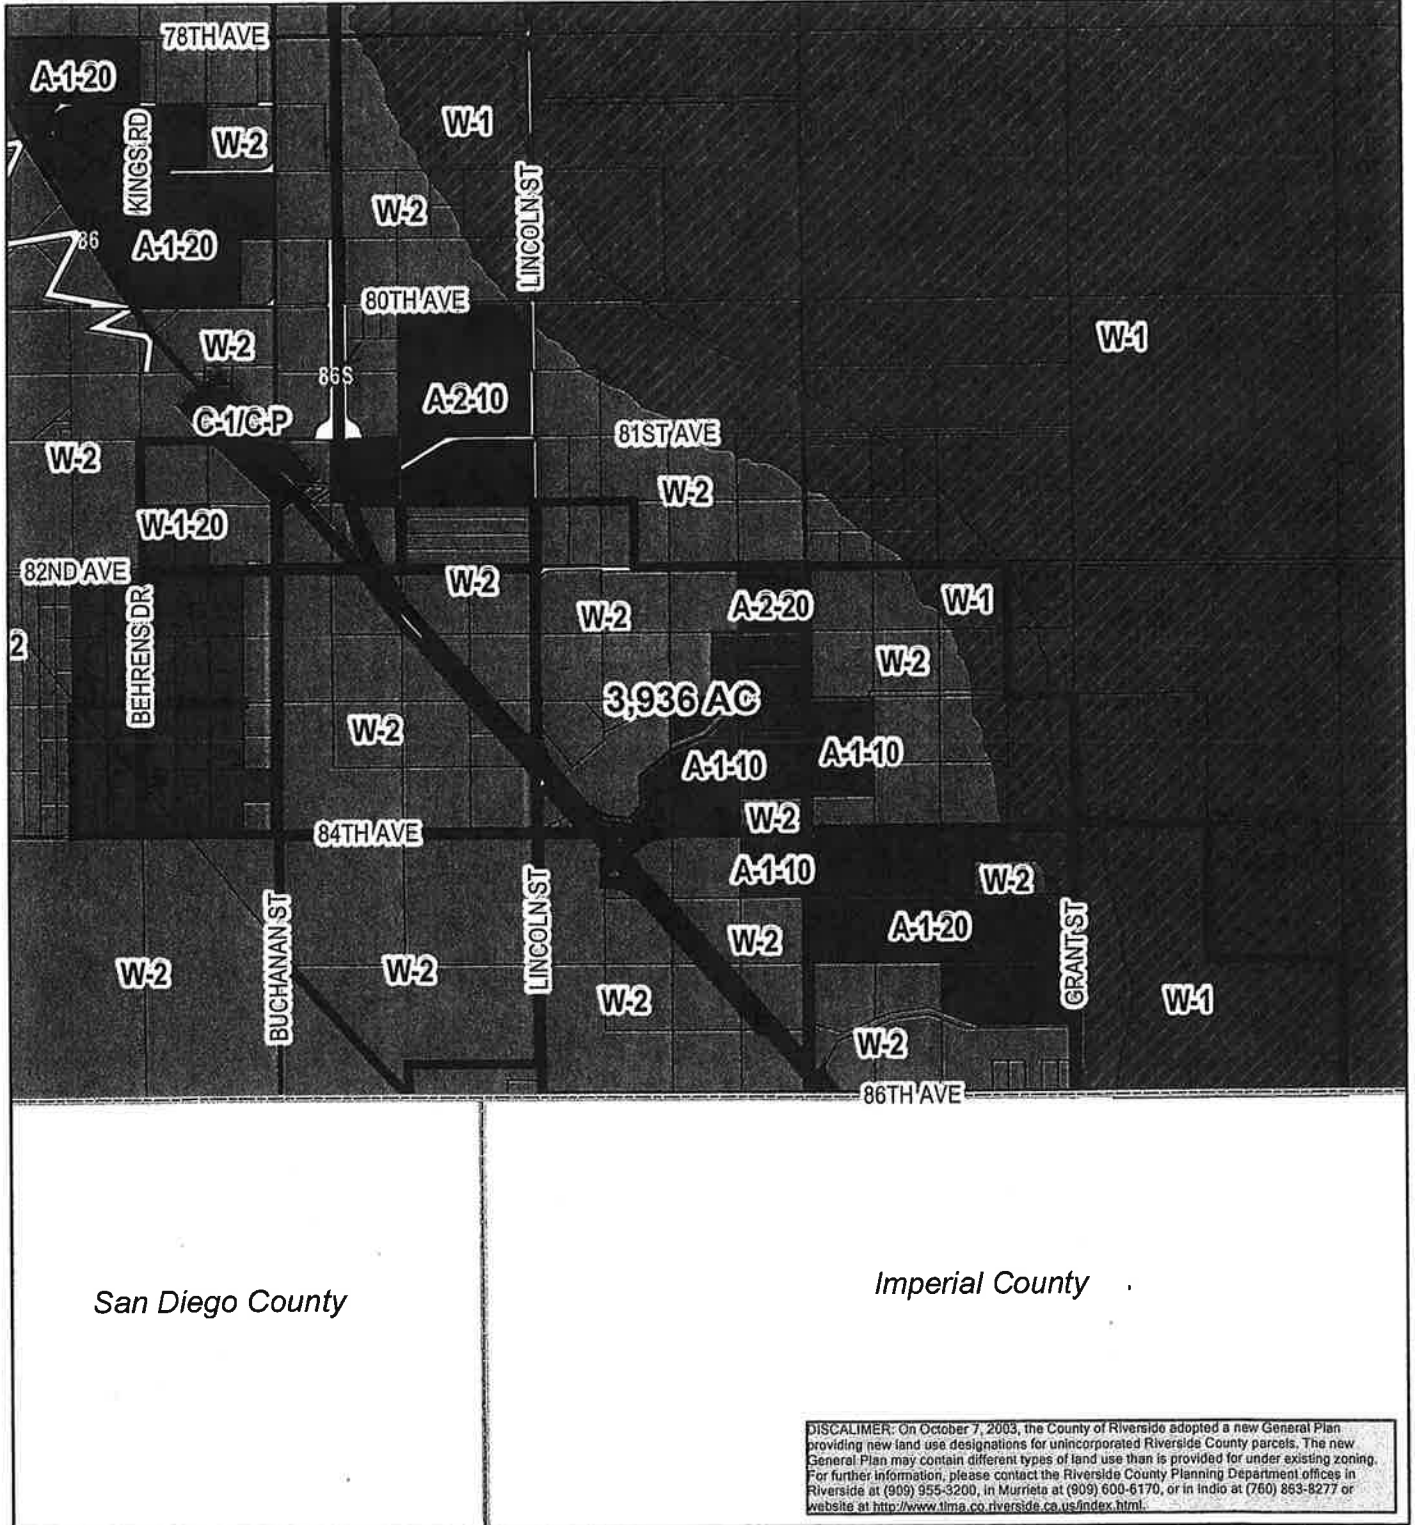 78TH AVE
A-1-20
W-1
KINGS RD
W-2
LINCOLN ST
W-2
86
A-1-20
80TH AVE
W-1
W-2
86S
A-2-10
C-1/C-P
81ST AVE
W-2
W-2
W-1-20
82ND AVE
W-2
BEHRENS DR
W-2
A-2-20
W-1
2
W-2
3,936 AC
W-2
A-1-10
A-1-10
W-2
84TH AVE
A-1-10
W-2
BUCHANAN ST
LINCOLN ST
GRANT ST
A-1-20
W-2
W-2
W-2
W-2
W-1
W-2
86TH AVE
San Diego County
Imperial County
DISCALIMER: On October 7, 2003, the County of Riverside adopted a new General Plan
providing new land use designations for unincorporated Riverside County parcels. The new
General Plan may contain different types of land use than is provided for under existing zoning.
For further information, please contact the Riverside County Planning Department offices in
Riverside at (909) 955-3200, in Murrieta at (909) 600-6170, or in Indio at (760) 863-8277 or
website at http://www.tlma.co.riverside.ca.us/index.html.